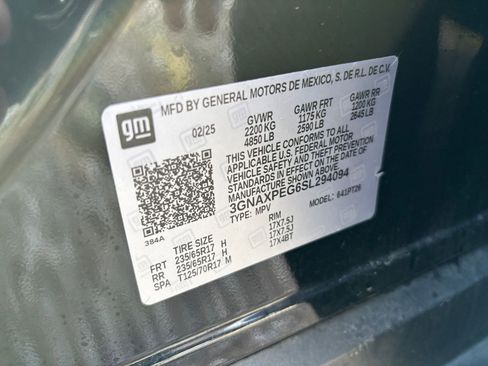 gm
MFD BY GENERAL MOTORS DE MEXICO, S. DE R.L. DE C.V.
02/25 GVWR GAWR FRT GAWR RR
2200 KG 1175 KG 1200 KG
4850 LB 2590 LB 2645 LB
THIS VEHICLE CONFORMS TO ALL
APPLICABLE U.S. FEDERAL MOTOR
VEHICLE SAFETY STANDARDS IN
EFFECT ON THE DATE OF
MANUFACTURE SHOWN ABOVE.
3GNAXPEG6SL294094
TYPE: MPV MODEL: 641PT26
384A
TIRE SIZE RIM
FRT 235/65R17 H 17X7.5J
RR 235/65R17 H 17X7.5J
SPA T125/70R17 M 17X4BT